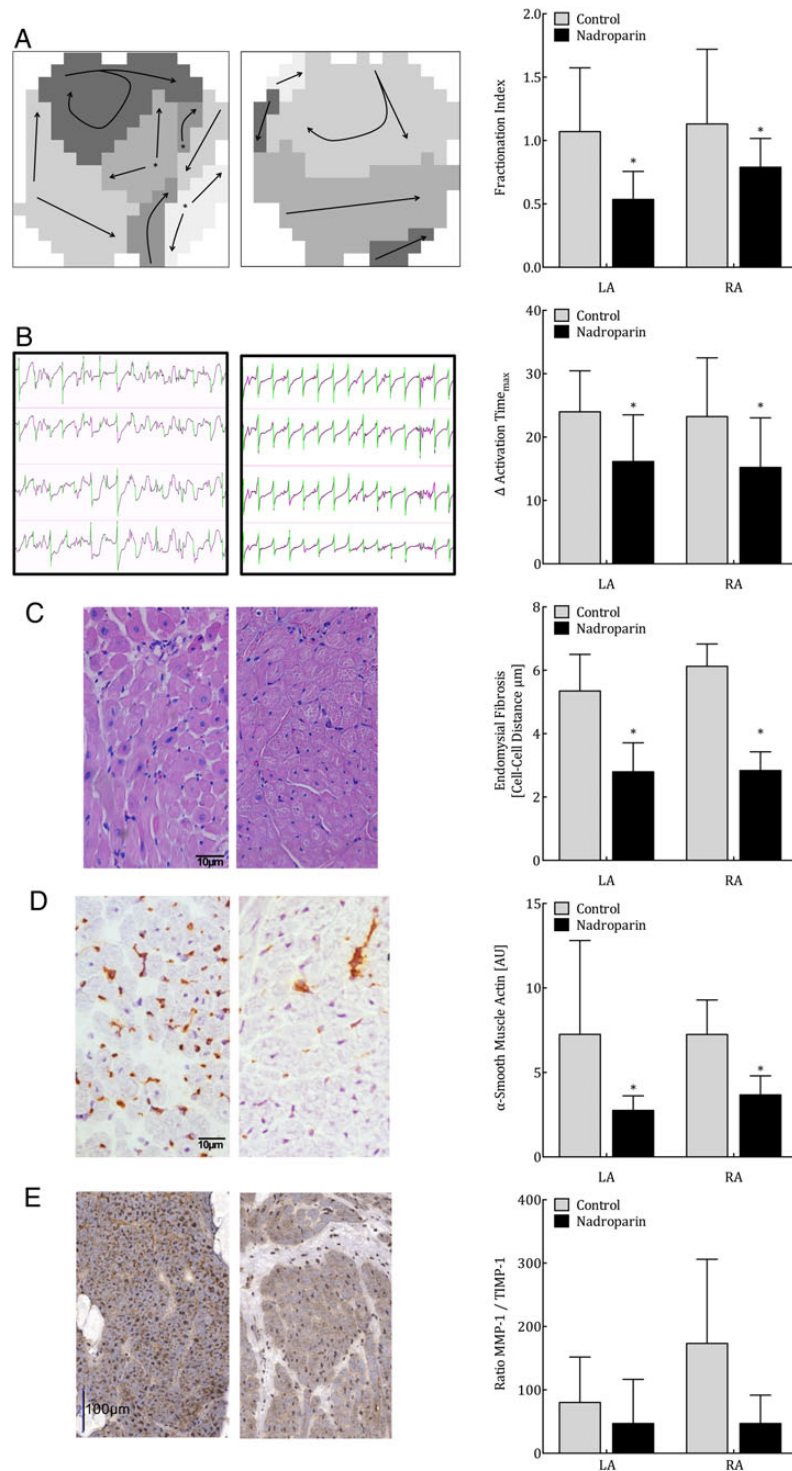 A
2.0
1.5
1.0
0.5
0.0
Fractionation Index
Control
Nadroparin
*
*
*
*
LA
RA
B
40
30
20
10
0
Δ Activation Timemax
Control
Nadroparin
*
*
LA
RA
C
10μm
8
6
4
2
0
Endomysial Fibrosis
[Cell-Cell Distance μm]
Control
Nadroparin
*
*
LA
RA
D
10μm
15
10
5
0
α-Smooth Muscle Actin [AU]
Control
Nadroparin
*
*
LA
RA
E
100μm
400
300
200
100
0
Ratio MMP-1 / TIMP-1
Control
Nadroparin
LA
RA